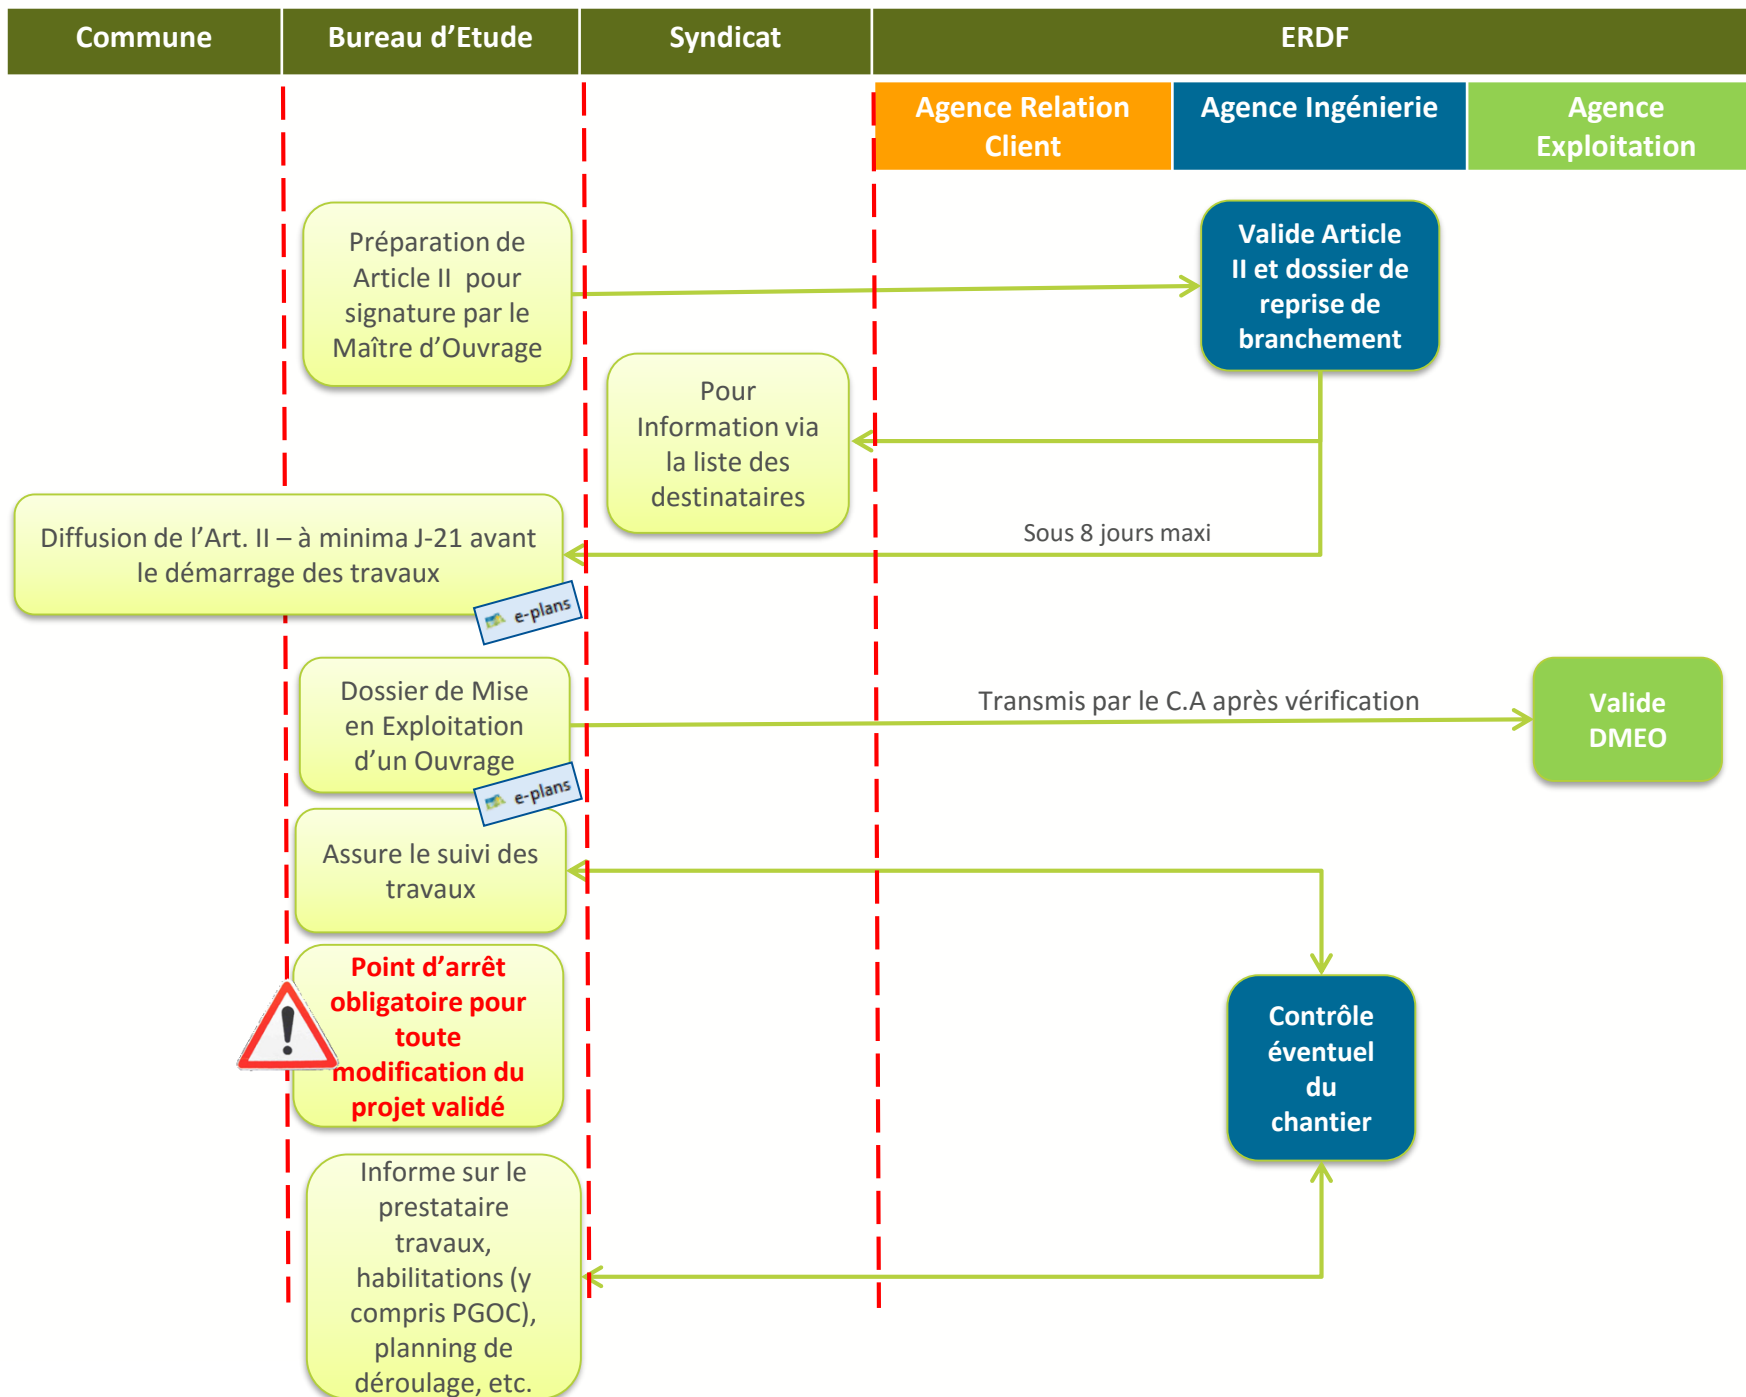 Commune
Bureau d’Etude
Syndicat
ERDF
Agence Relation
Client
Agence Ingénierie
Agence
Exploitation
Préparation de
Article II  pour
signature par le
Maître d’Ouvrage
Valide Article
II et dossier de
reprise de
branchement
Pour
Information via
la liste des
destinataires
Sous 8 jours maxi
Diffusion de l’Art. II – à minima J-21 avant
le démarrage des travaux
e-plans
Dossier de Mise
en Exploitation
d’un Ouvrage
Transmis par le C.A après vérification
Valide
DMEO
e-plans
Assure le suivi des
travaux
Point d’arrêt
obligatoire pour
toute
modification du
projet validé
Contrôle
éventuel
du
chantier
Informe sur le
prestataire
travaux,
habilitations (y
compris PGOC),
planning de
déroulage, etc.